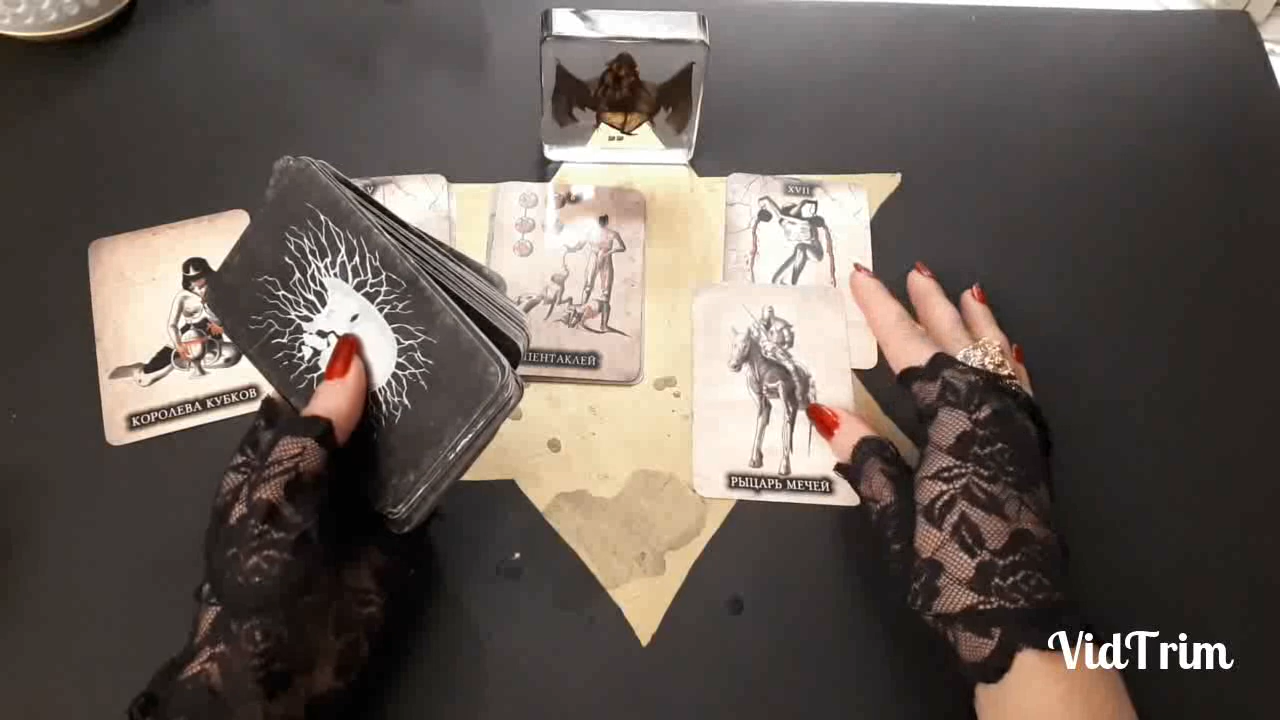 V
XVII
ПЕНТАКЛЕЙ
КОРОЛЕВА КУБКОВ
РЫЦАРЬ МЕЧЕЙ
VidTrim